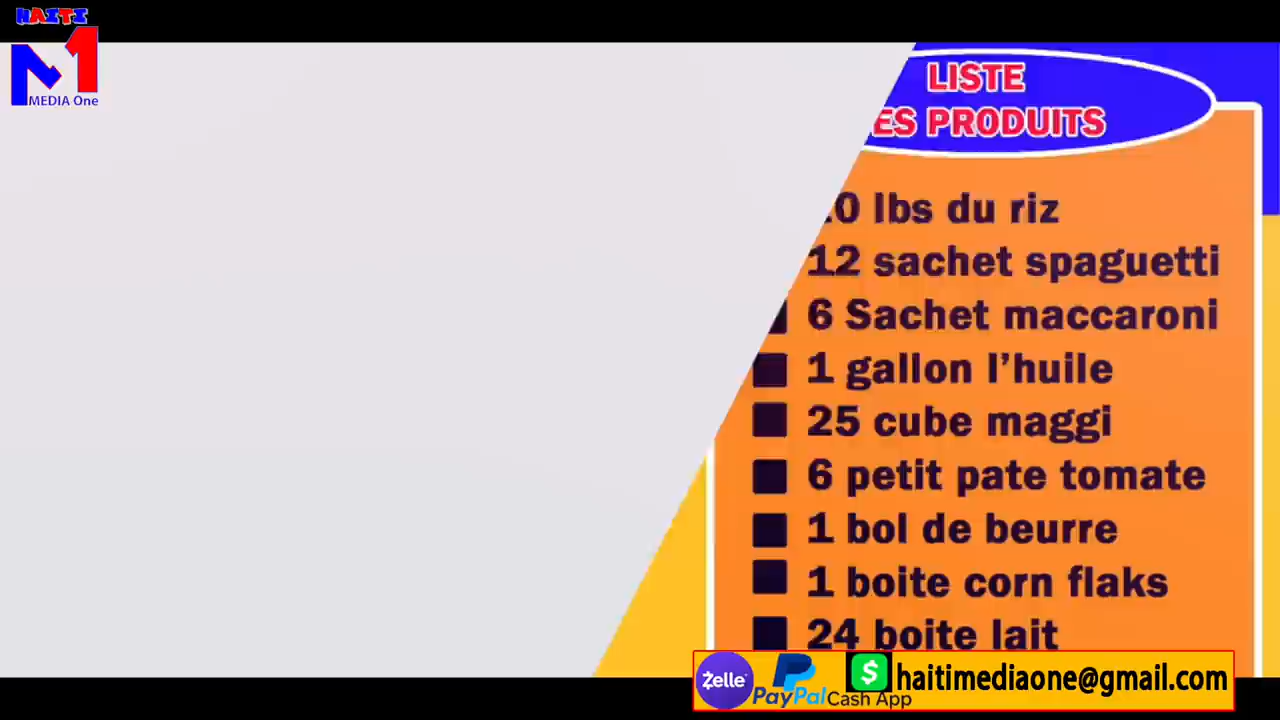 HAITI
M1
MEDIA One
LISTE
ES PRODUITS
lbs du riz
12 sachet spaguetti
6 Sachet maccaroni
1 gallon l’huile
25 cube maggi
6 petit pate tomate
1 bol de beurre
1 boite corn flaks
24 boite lait
Zelle
PayPal
$
Cash App
haitimediaone@gmail.com